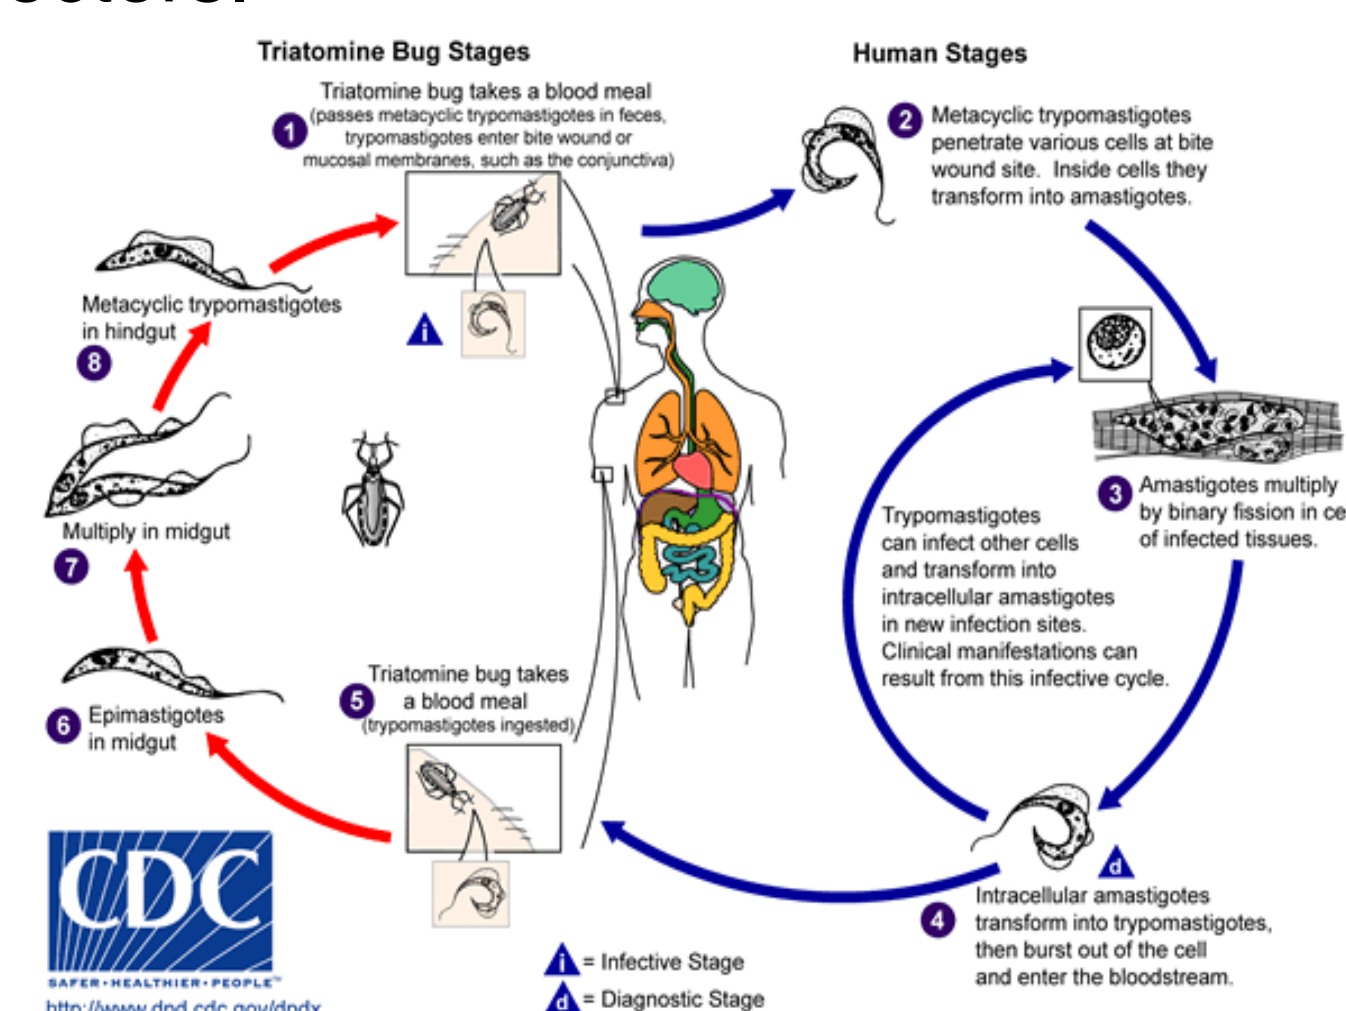 Triatomine Bug Stages
Human Stages
Triatomine bug takes a blood meal
1
(passes metacyclic trypomastigotes in feces,
trypomastigotes enter bite wound or
mucosal membranes, such as the conjunctiva)
i
2
Metacyclic trypomastigotes
penetrate various cells at bite
wound site. Inside cells they
transform into amastigotes.
Metacyclic trypomastigotes
in hindgut
8
3
Amastigotes multiply
by binary fission in ce
of infected tissues.
Trypomastigotes
can infect other cells
and transform into
intracellular amastigotes
in new infection sites.
Clinical manifestations can
result from this infective cycle.
Multiply in midgut
7
Triatomine bug takes
5
a blood meal
(trypomastigotes ingested)
6
Epimastigotes
in midgut
d
4
Intracellular amastigotes
transform into trypomastigotes,
then burst out of the cell
and enter the bloodstream.
CDC
SAFER·HEALTHIER·PEOPLE™
http://www.dpd.cdc.gov/dpdx
i = Infective Stage
d = Diagnostic Stage